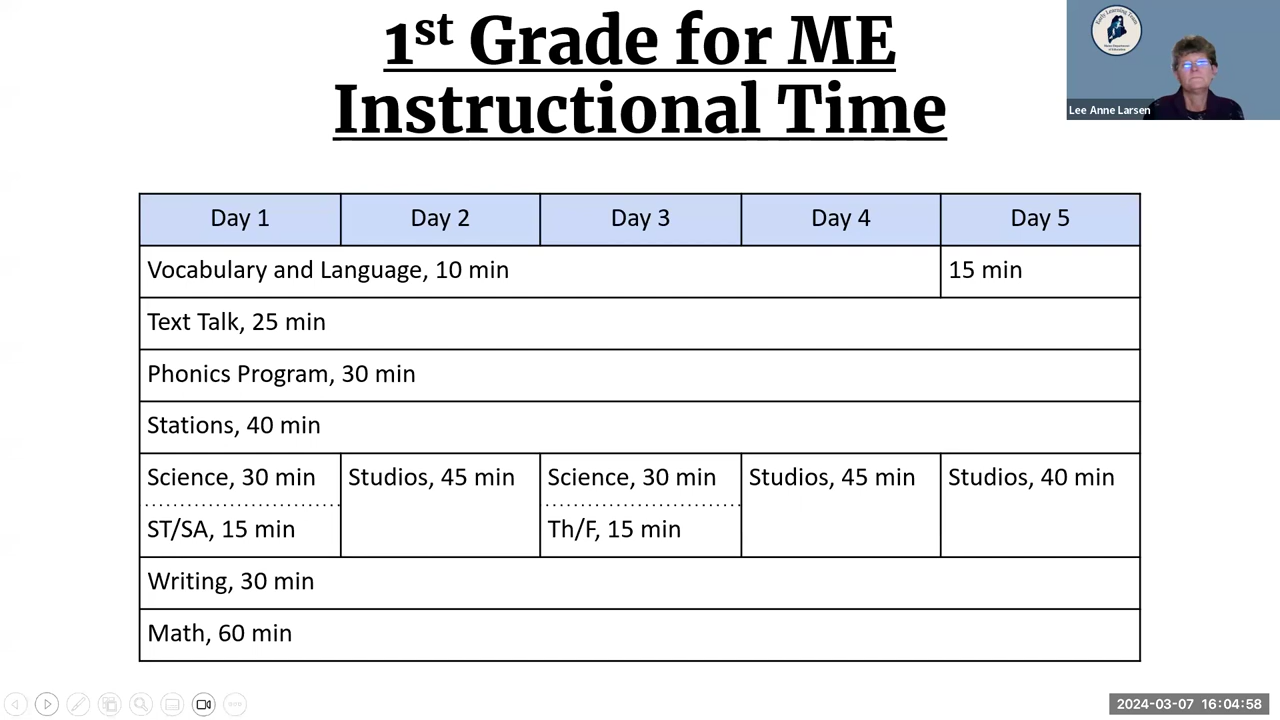 1st Grade for ME
Instructional Time
Early Learning Team
Lee Anne Larsen
Day 1 Day 2 Day 3 Day 4 Day 5
Vocabulary and Language, 10 min 15 min
Text Talk, 25 min
Phonics Program, 30 min
Stations, 40 min
Science, 30 min Studios, 45 min Science, 30 min Studios, 45 min Studios, 40 min
ST/SA, 15 min Th/F, 15 min
Writing, 30 min
Math, 60 min
2024-03-07 16:04:58